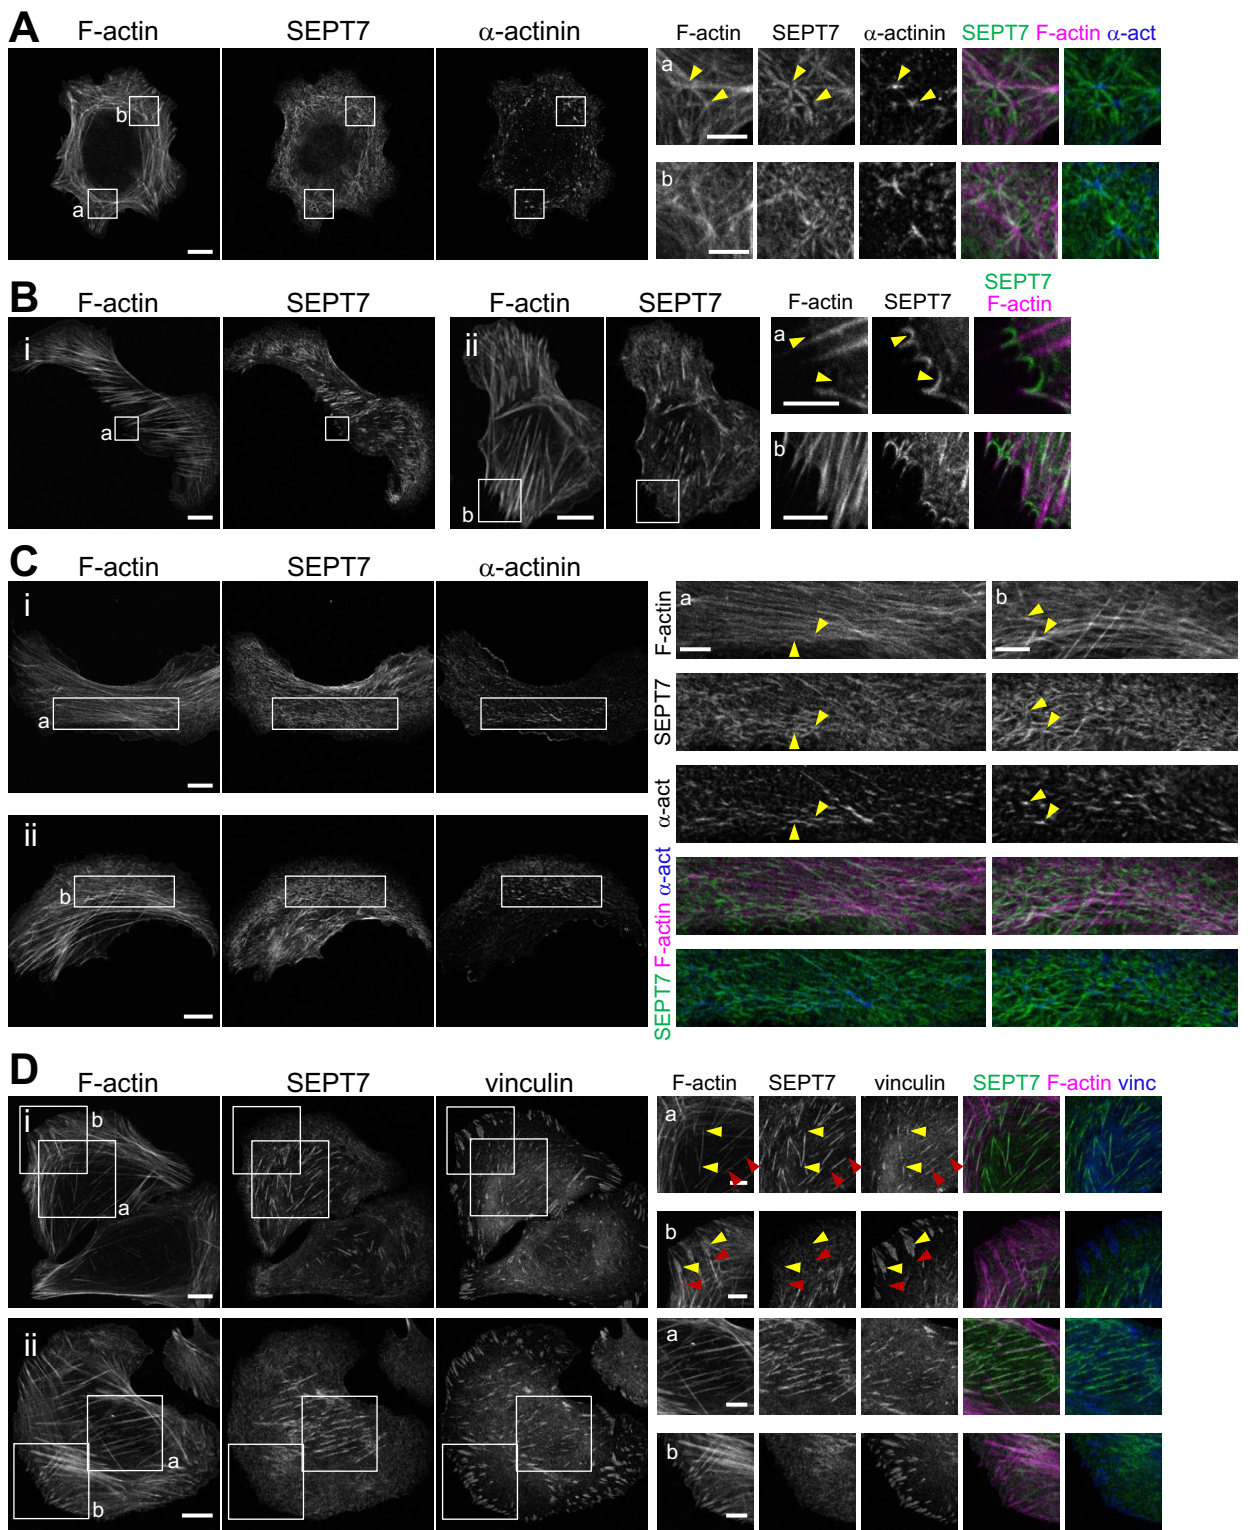 A
F-actin SEPT7 α-actinin F-actin SEPT7 α-actinin SEPT7 F-actin α-act
b
a
a
b
B
F-actin SEPT7 F-actin SEPT7 F-actin SEPT7 SEPT7 F-actin
i
a
ii
b
a
b
C
F-actin SEPT7 α-actinin
i
a
ii
b
a
b
F-actin
SEPT7
α-act
SEPT7 F-actin α-act
D
F-actin SEPT7 vinculin F-actin SEPT7 vinculin SEPT7 F-actin vinc
i
b
a
a
b
ii
a
b
a
b